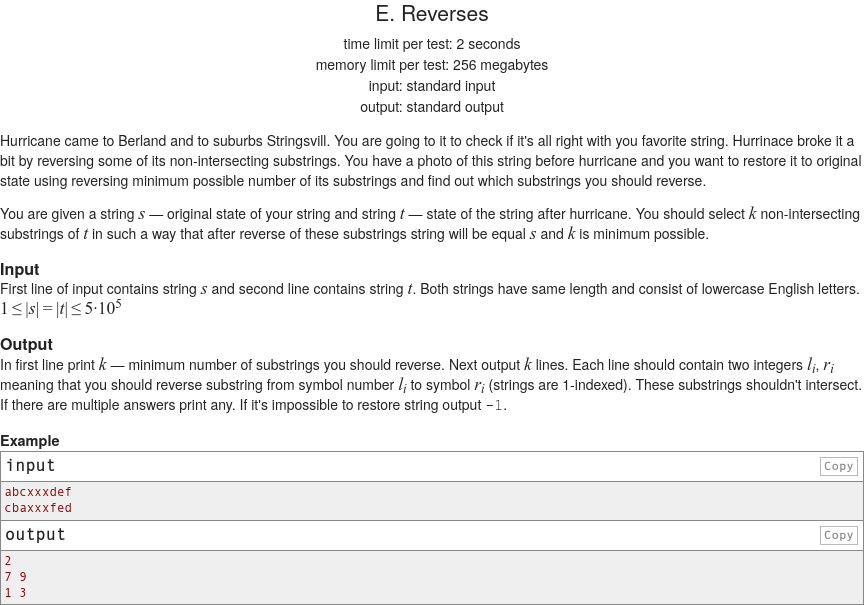 E. Reverses
time limit per test: 2 seconds
memory limit per test: 256 megabytes
input: standard input
output: standard output
Hurricane came to Berland and to suburbs Stringsvill. You are going to it to check if it's all right with you favorite string. Hurrinace broke it a
bit by reversing some of its non-intersecting substrings. You have a photo of this string before hurricane and you want to restore it to original
state using reversing minimum possible number of its substrings and find out which substrings you should reverse.
You are given a string s — original state of your string and string t — state of the string after hurricane. You should select k non-intersecting
substrings of t in such a way that after reverse of these substrings string will be equal s and k is minimum possible.
Input
First line of input contains string s and second line contains string t. Both strings have same length and consist of lowercase English letters.
1 ≤ |s| = |t| ≤ 5·10⁵
Output
In first line print k — minimum number of substrings you should reverse. Next output k lines. Each line should contain two integers lᵢ, rᵢ
meaning that you should reverse substring from symbol number lᵢ to symbol rᵢ (strings are 1-indexed). These substrings shouldn't intersect.
If there are multiple answers print any. If it's impossible to restore string output -1.
Example
input Copy
abcxxxdef
cbaxxxfed
output Copy
2
7 9
1 3